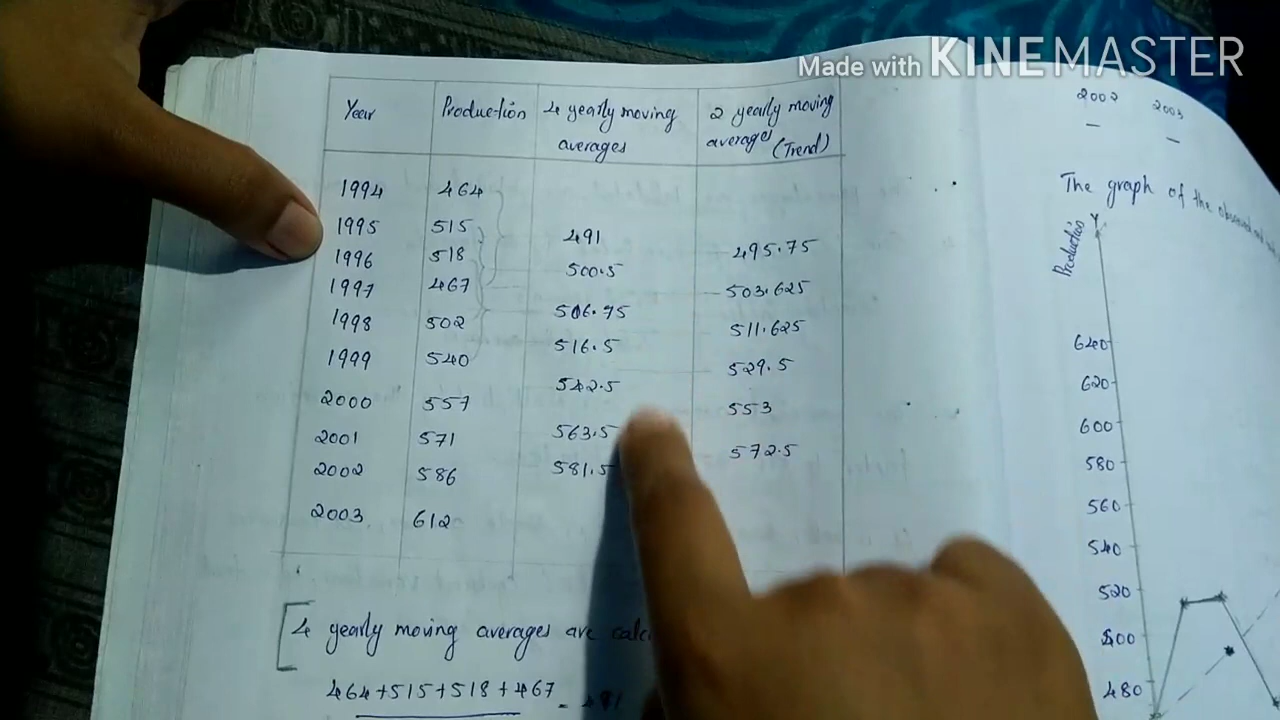 Made with KINEMASTER
Year Production 4 yearly moving averages 2 yearly moving averages (Trend)
1994 464
1995 515
491
1996 518 495.75
500.5
1997 467 503.625
506.75
1998 502 511.625
516.5
1999 540 529.5
542.5
2000 557 553
563.5
2001 571 572.5
581.5
2002 586
2003 612
4 yearly moving averages are
464+515+518+467 =
2002 2003
— —
The graph of the
Production
Y
640
620
600
580
560
540
520
500
480